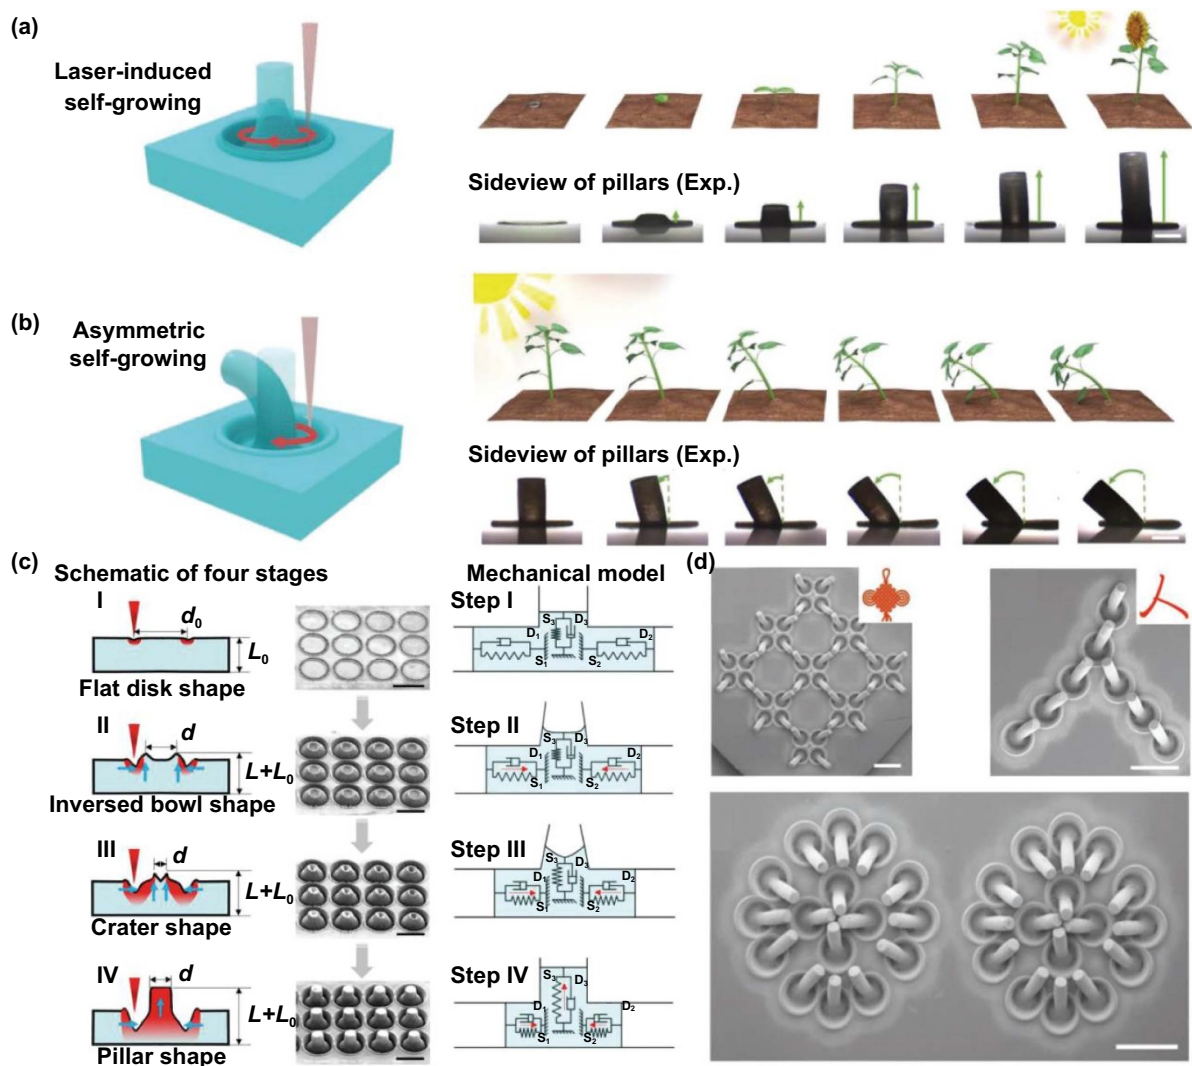 (a)
Laser-induced
self-growing
Sideview of pillars (Exp.)
(b)
Asymmetric
self-growing
Sideview of pillars (Exp.)
(c)
Schematic of four stages
Mechanical model
I
d0
L0
Flat disk shape
Step I
S3
D3
D1
D2
S1
S2
II
d
L+L0
Inversed bowl shape
Step II
S3
D3
D1
D2
S1
S2
III
d
L+L0
Crater shape
Step III
S3
D3
D1
D2
S1
S2
IV
d
L+L0
Pillar shape
Step IV
S3
D3
D1
D2
S1
S2
(d)
人